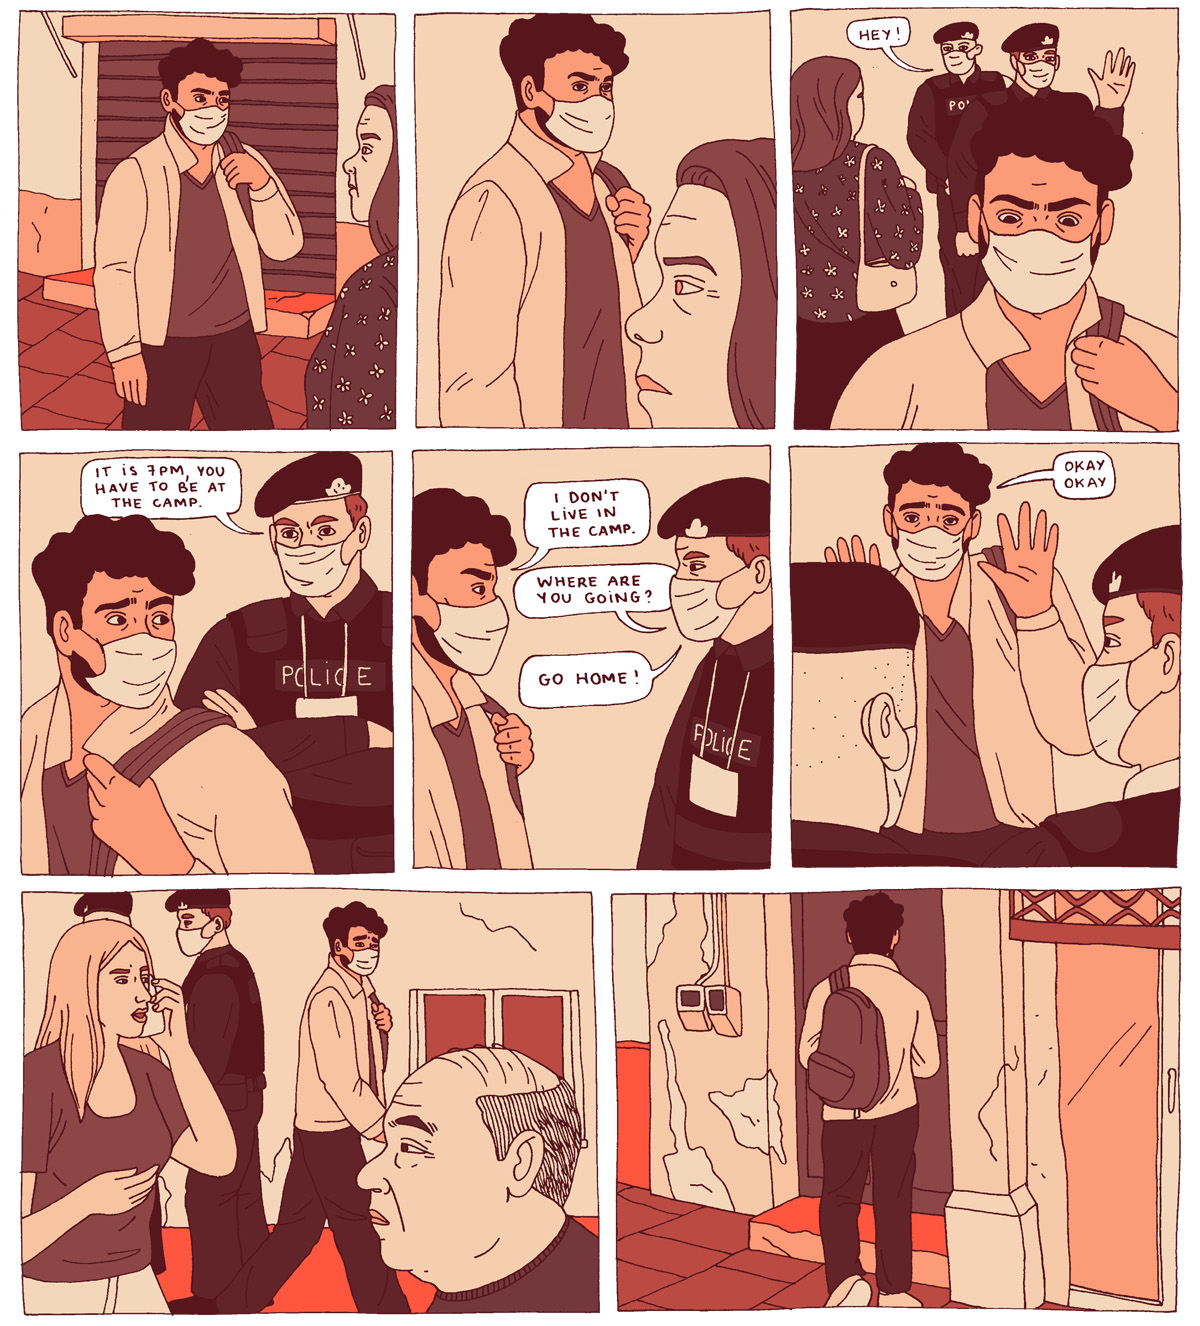 HEY!
PO
IT IS 7PM, YOU
HAVE TO BE AT
THE CAMP.
POLICE
I DON'T
LIVE IN
THE CAMP.
WHERE ARE
YOU GOING?
GO HOME!
POLICE
OKAY
OKAY